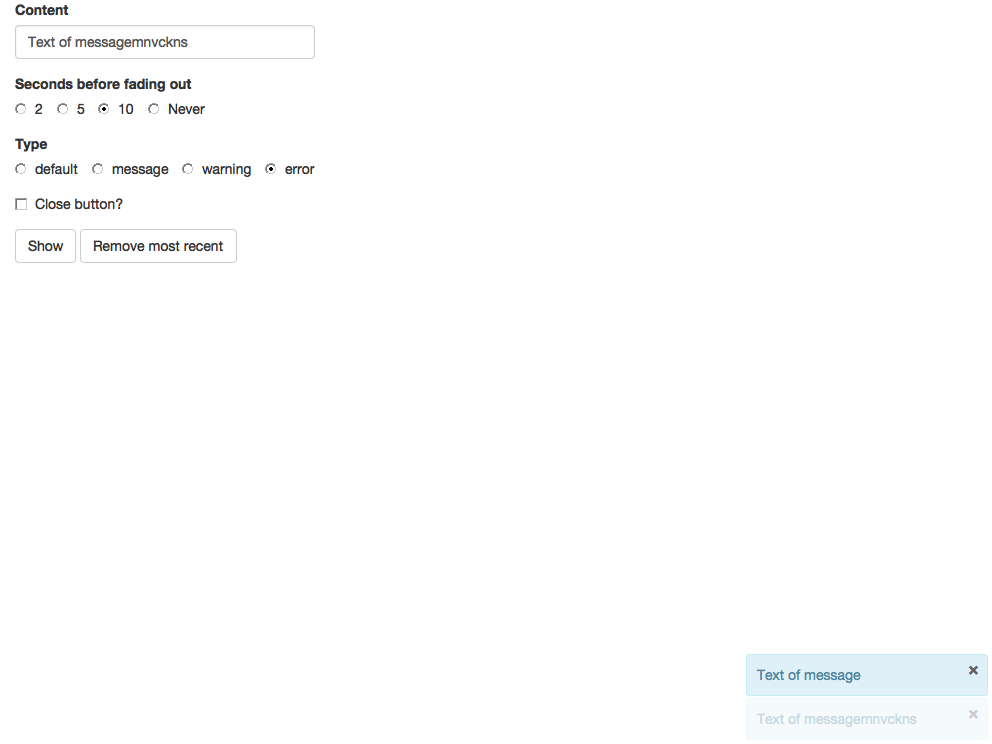 Content
Text of messagemnvckns
Seconds before fading out
2 5 10 Never
Type
default message warning error
Close button?
Show Remove most recent
Text of message ×
Text of messagemnvckns ×